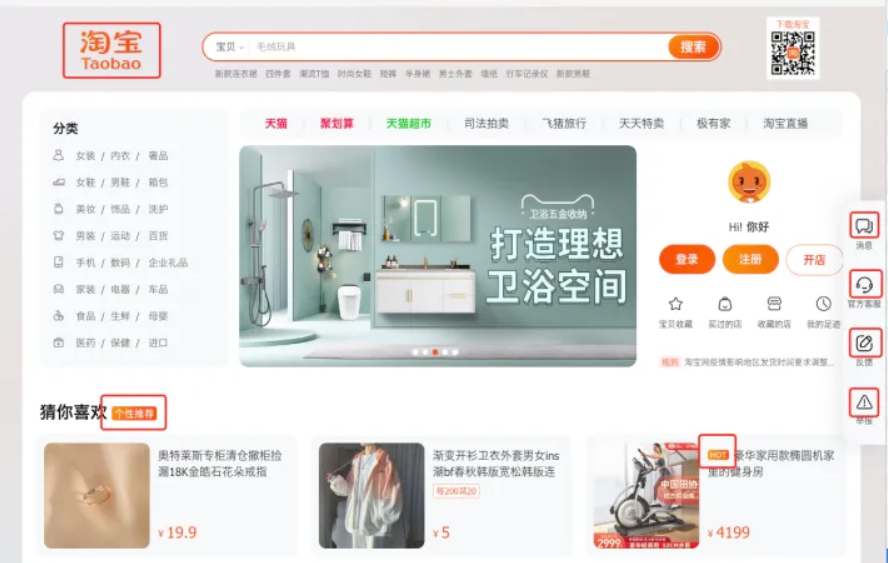 淘宝
Taobao
宝贝
毛绒玩具
搜索
下载淘宝
新款连衣裙 四件套 潮流T恤 时尚女鞋 短裤 半身裙 男士外套 墙纸 行车记录仪 新款男鞋
分类
天猫 聚划算 天猫超市 司法拍卖 飞猪旅行 天天特卖 极有家 淘宝直播
女装 / 内衣 / 奢品
女鞋 / 男鞋 / 箱包
美妆 / 饰品 / 洗护
男装 / 运动 / 百货
手机 / 数码 / 企业礼品
家装 / 电器 / 车品
食品 / 生鲜 / 母婴
医药 / 保健 / 进口
卫浴五金收纳
打造理想
卫浴空间
Hi! 你好
登录 注册 开店
宝贝收藏 买过的店 收藏的店 我的足迹
淘宝网疫情影响地区发货时间要求调整...
消息
官方客服
反馈
举报
猜你喜欢 个性推荐
奥特莱斯专柜清仓撤柜捡
漏18K金皓石花朵戒指
¥ 19.9
渐变开衫卫衣外套男女ins
潮bf春秋韩版宽松韩版连
每200减20
¥ 5
HOT 豪华家用款椭圆机家
里的健身房
¥ 4199
中国田协
2999